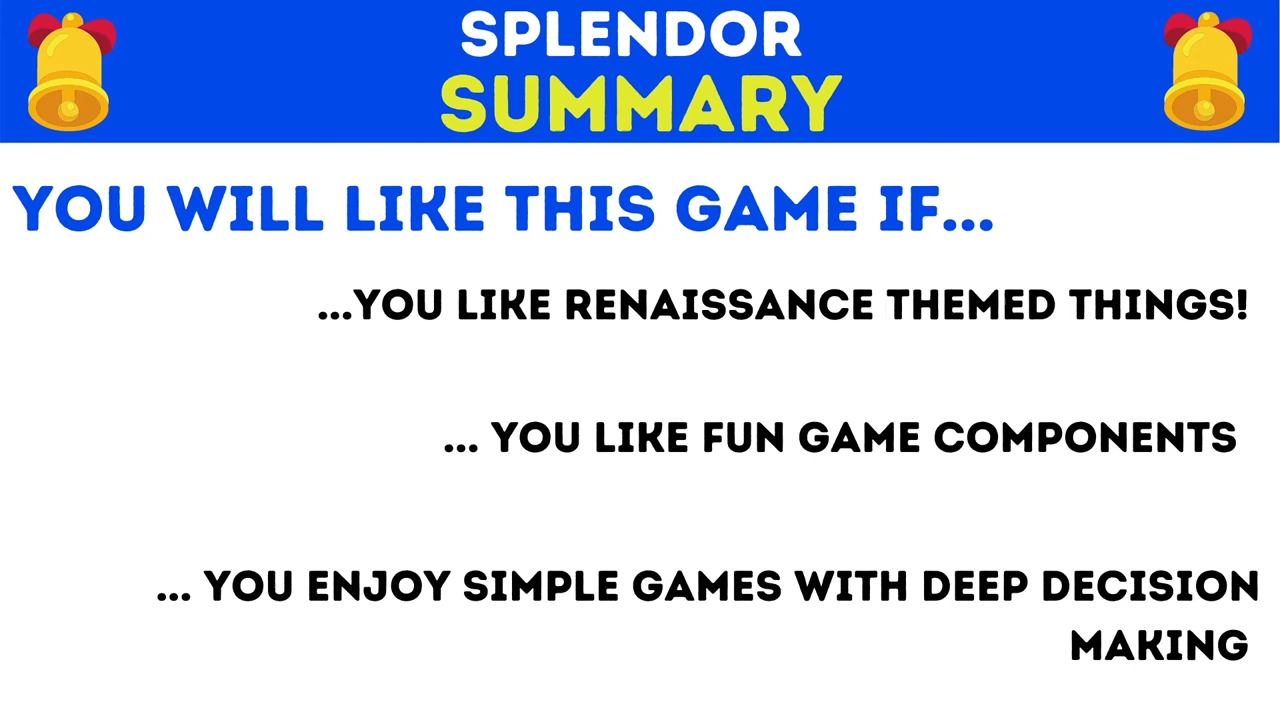 SPLENDOR
SUMMARY
YOU WILL LIKE THIS GAME IF...
...YOU LIKE RENAISSANCE THEMED THINGS!
... YOU LIKE FUN GAME COMPONENTS
... YOU ENJOY SIMPLE GAMES WITH DEEP DECISION
MAKING